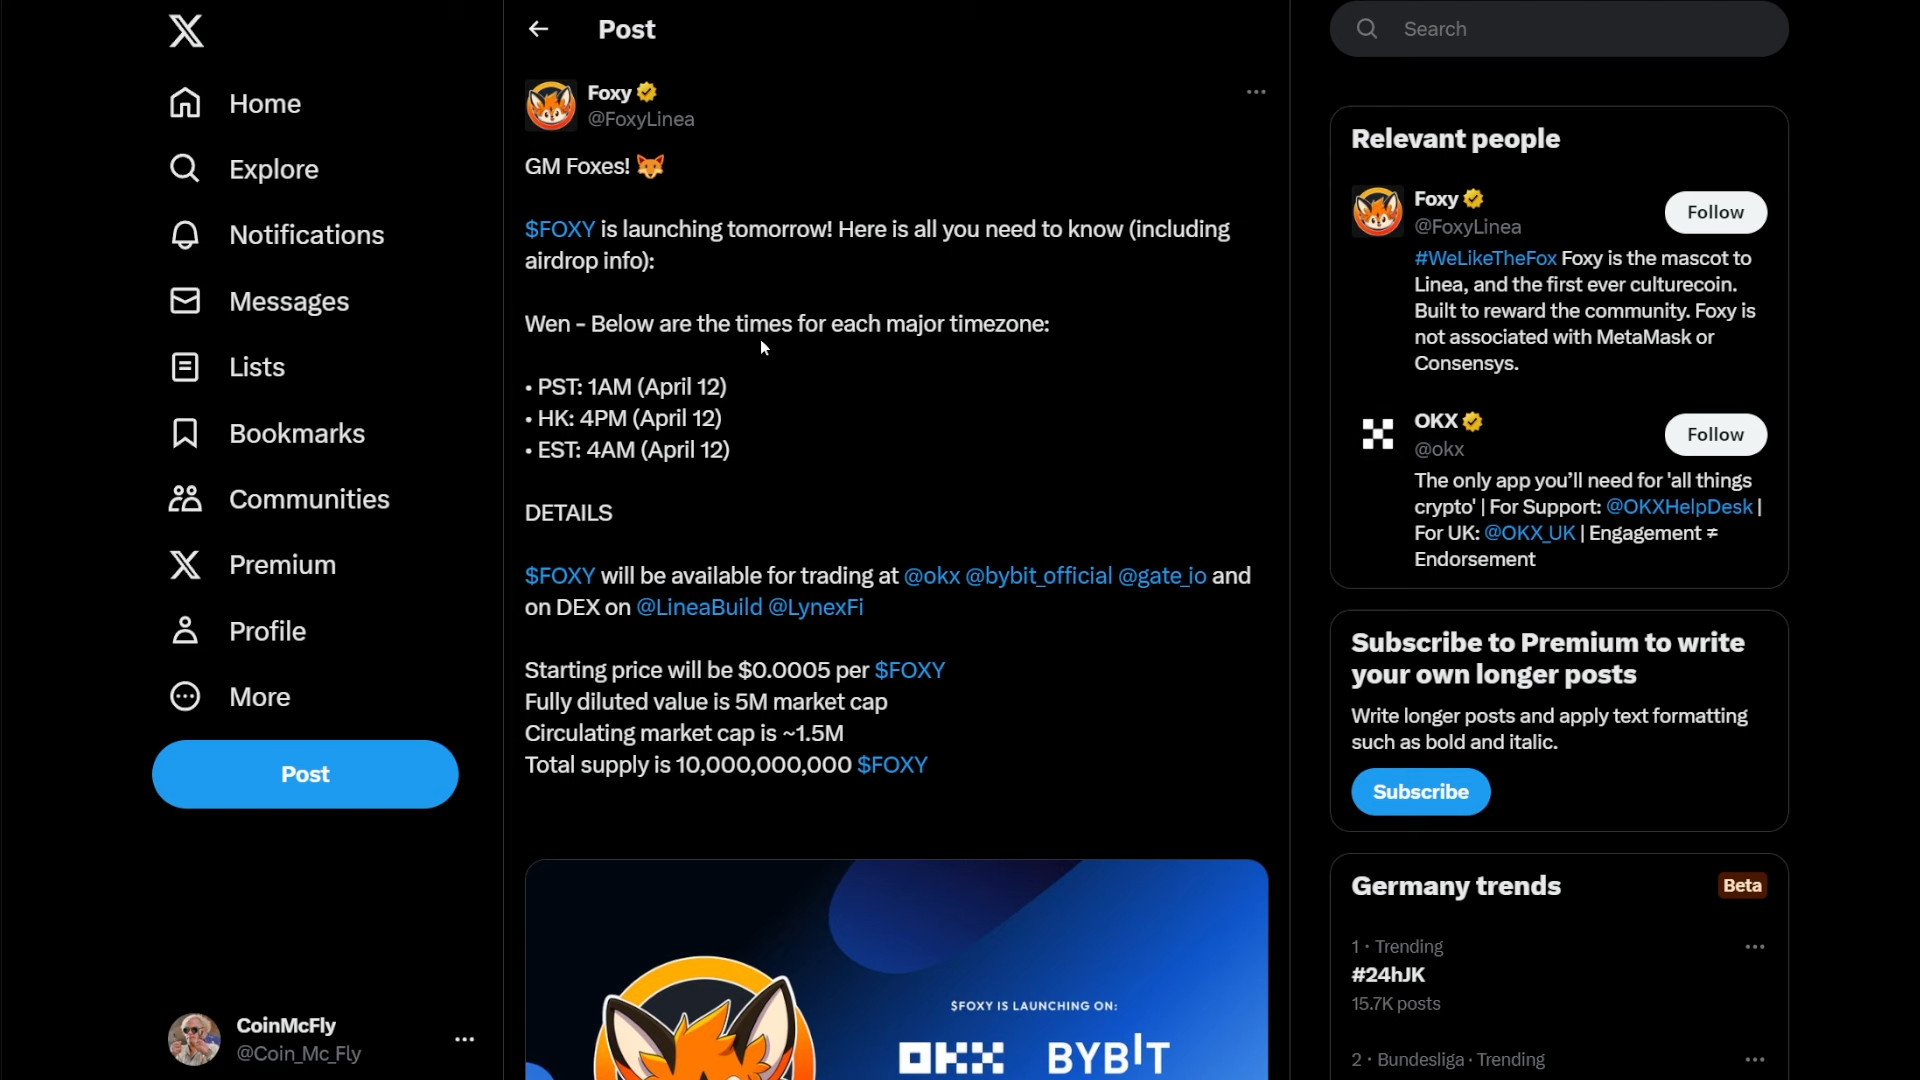 Home
Explore
Notifications
Messages
Lists
Bookmarks
Communities
Premium
Profile
More
Post
CoinMcFly
@Coin_Mc_Fly
Post
Foxy
@FoxyLinea
GM Foxes!
$FOXY is launching tomorrow! Here is all you need to know (including
airdrop info):
Wen - Below are the times for each major timezone:
• PST: 1AM (April 12)
• HK: 4PM (April 12)
• EST: 4AM (April 12)
DETAILS
$FOXY will be available for trading at @okx @bybit_official @gate_io and
on DEX on @LineaBuild @LynexFi
Starting price will be $0.0005 per $FOXY
Fully diluted value is 5M market cap
Circulating market cap is ~1.5M
Total supply is 10,000,000,000 $FOXY
$FOXY IS LAUNCHING ON:
OKX BYBIT
Search
Relevant people
Foxy
@FoxyLinea
Follow
#WeLikeTheFox Foxy is the mascot to
Linea, and the first ever culturecoin.
Built to reward the community. Foxy is
not associated with MetaMask or
Consensys.
OKX
@okx
Follow
The only app you’ll need for 'all things
crypto' | For Support: @OKXHelpDesk |
For UK: @OKX_UK | Engagement ≠
Endorsement
Subscribe to Premium to write
your own longer posts
Write longer posts and apply text formatting
such as bold and italic.
Subscribe
Germany trends
Beta
1 · Trending
#24hJK
15.7K posts
2 · Bundesliga · Trending